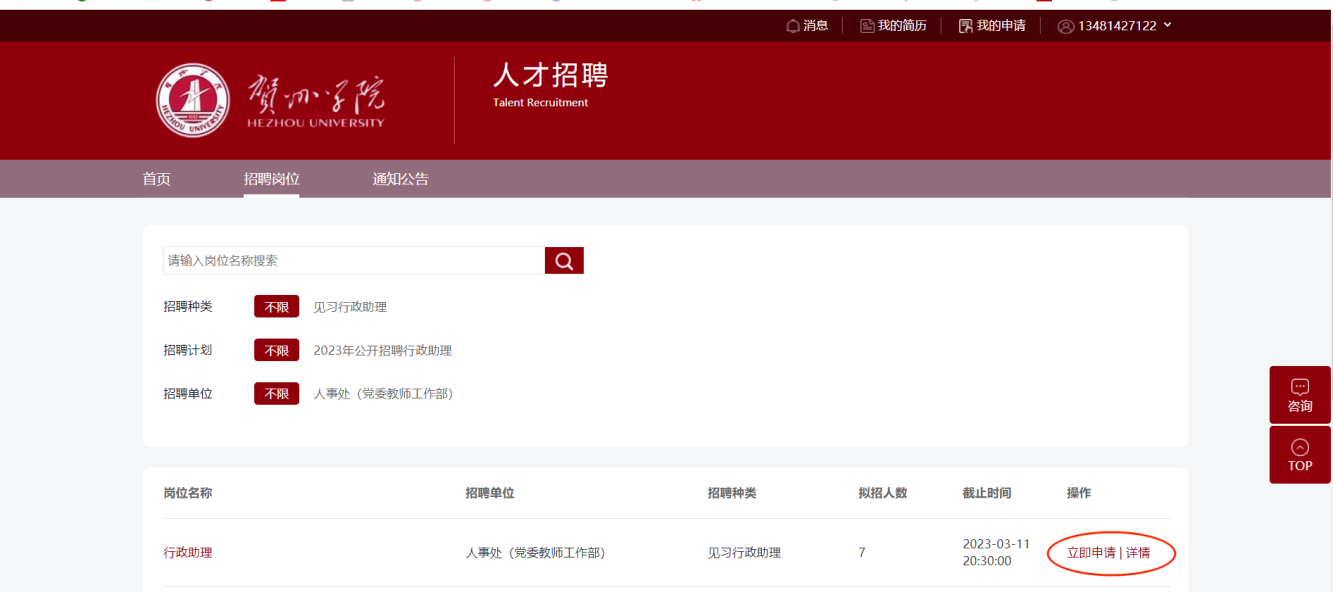 消息 我的简历 我的申请 13481427122
贺州学院
HEZHOU UNIVERSITY
人才招聘
Talent Recruitment
首页 招聘岗位 通知公告
请输入岗位名称搜索
招聘种类 不限 见习行政助理
招聘计划 不限 2023年公开招聘行政助理
招聘单位 不限 人事处（党委教师工作部）
咨询
TOP
岗位名称 招聘单位 招聘种类 拟招人数 截止时间 操作
行政助理 人事处（党委教师工作部） 见习行政助理 7 2023-03-11 20:30:00 立即申请 | 详情